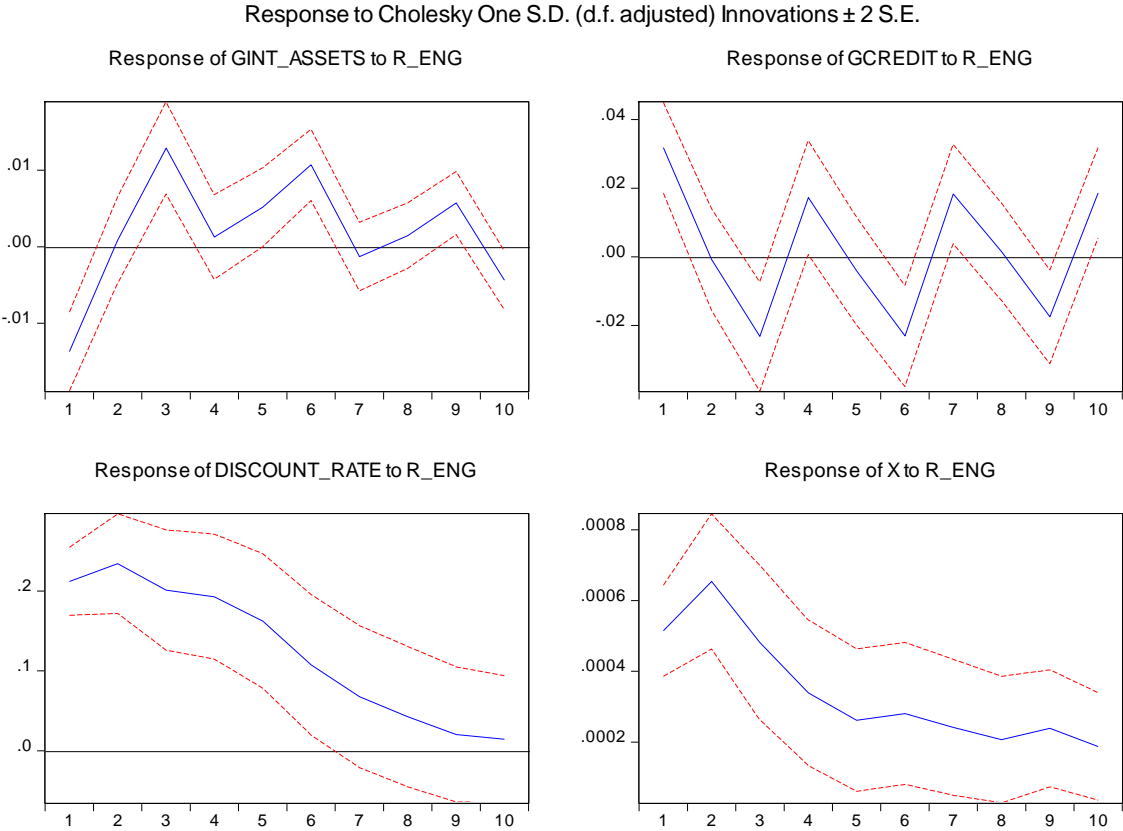 Response to Cholesky One S.D. (d.f. adjusted) Innovations ± 2 S.E.
Response of GINT_ASSETS to R_ENG
.01
.00
-.01
1 2 3 4 5 6 7 8 9 10
Response of GCREDIT to R_ENG
.04
.02
.00
-.02
1 2 3 4 5 6 7 8 9 10
Response of DISCOUNT_RATE to R_ENG
.2
.1
.0
1 2 3 4 5 6 7 8 9 10
Response of X to R_ENG
.0008
.0006
.0004
.0002
1 2 3 4 5 6 7 8 9 10